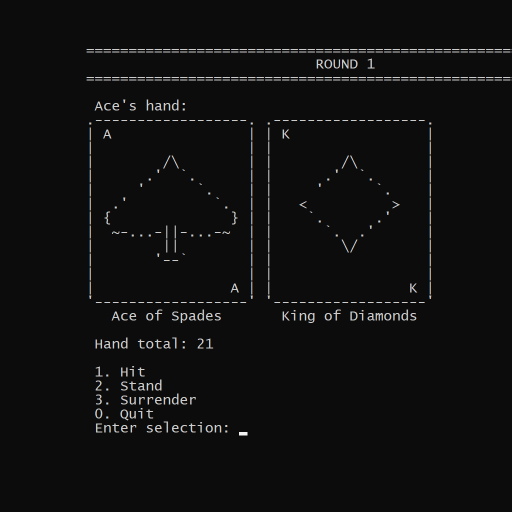 ROUND 1
Ace's hand:
A K
A K
Ace of Spades King of Diamonds
Hand total: 21
1. Hit
2. Stand
3. Surrender
0. Quit
Enter selection: